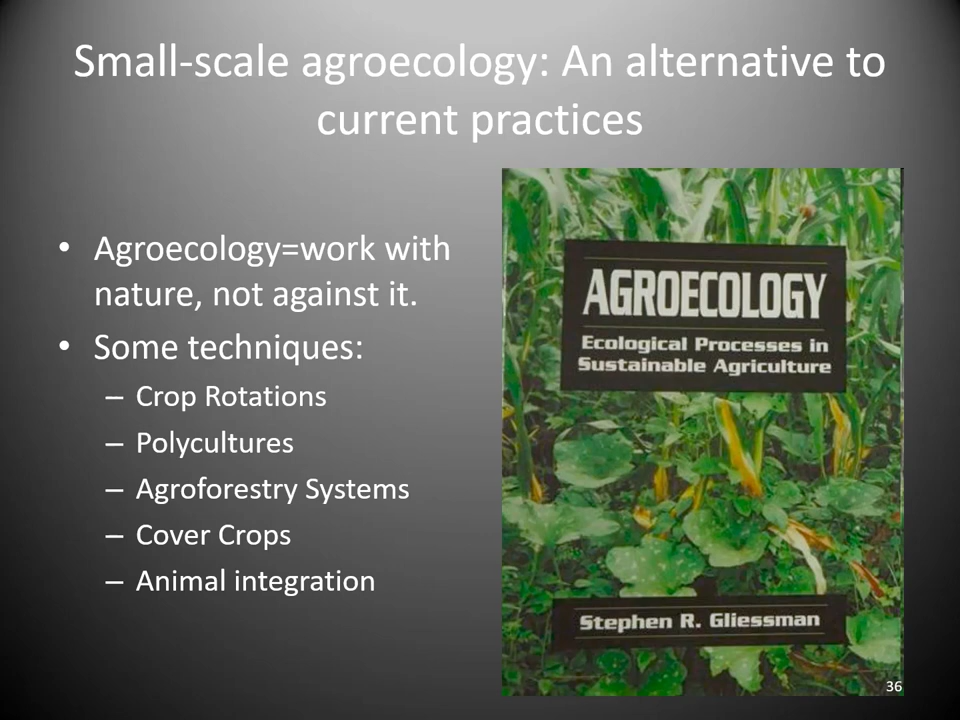 Small-scale agroecology: An alternative to
current practices
• Agroecology=work with
nature, not against it.
• Some techniques:
– Crop Rotations
– Polycultures
– Agroforestry Systems
– Cover Crops
– Animal integration
AGROECOLOGY
Ecological Processes in
Sustainable Agriculture
Stephen R. Gliessman
36